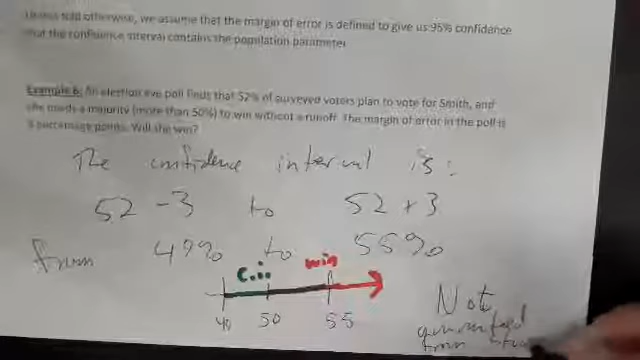 Unless told otherwise, we assume that the margin of error is defined to give us 95% confidence
that the confidence interval contains the population parameter
Example 6: An election eve poll finds that 52% of surveyed voters plan to vote for Smith, and
she needs a majority (more than 50%) to win without a runoff. The margin of error in the poll is
3 percentage points. Will she win?
The confidence interval is:
52 - 3 to 52 + 3
from 49% to 55%
C.i. win
40 50 55
Not
guaranteed
from